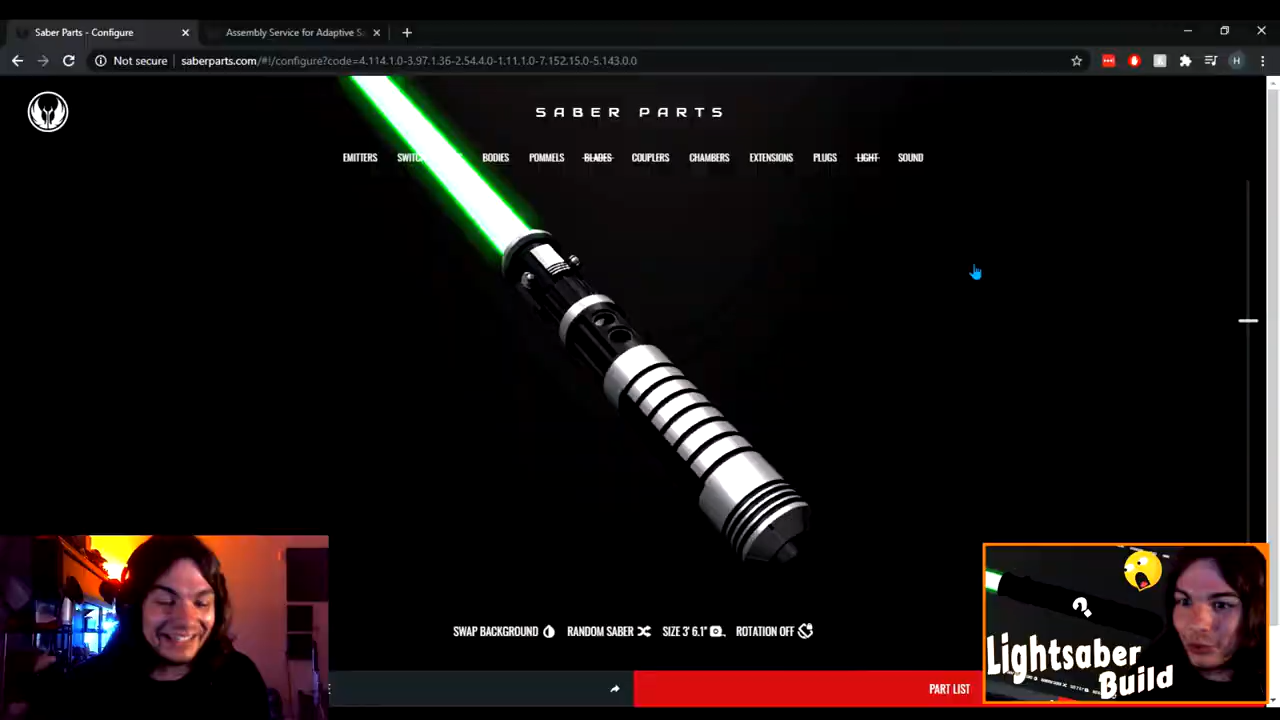 Saber Parts - Configure
Assembly Service for Adaptive Sa
Not secure saberparts.com/#!/configure?code=4.114.1.0-3.97.1.36-2.54.4.0-1.11.1.0-7.152.15.0-5.143.0.0
H
SABER PARTS
EMITTERS BODIES POMMELS BLADES COUPLERS CHAMBERS EXTENSIONS PLUGS LIGHT SOUND
SWAP BACKGROUND RANDOM SABER SIZE 3' 6.1" ROTATION OFF
PART LIST
?
Lightsaber
Build